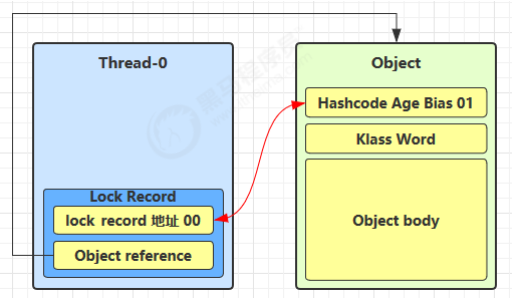 Thread-0
Lock Record
lock record 地址 00
Object reference
Object
Hashcode Age Bias 01
Klass Word
Object body